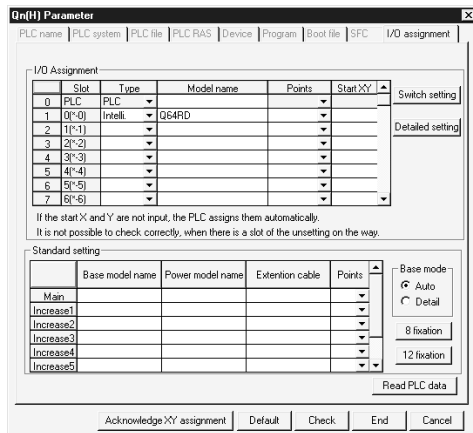 Qn(H) Parameter
PLC name PLC system PLC file PLC RAS Device Program Boot file SFC I/O assignment
I/O Assignment
Slot Type Model name Points Start XY
0 PLC PLC
1 0(*-0) Intelli. Q64RD
2 1(*-1)
3 2(*-2)
4 3(*-3)
5 4(*-4)
6 5(*-5)
7 6(*-6)
Switch setting
Detailed setting
If the start X and Y are not input, the PLC assigns them automatically.
It is not possible to check correctly, when there is a slot of the unsetting on the way.
Standard setting
Base model name Power model name Extention cable Points
Main
Increase1
Increase2
Increase3
Increase4
Increase5
Base mode
Auto
Detail
8 fixation
12 fixation
Read PLC data
Acknowledge XY assignment Default Check End Cancel